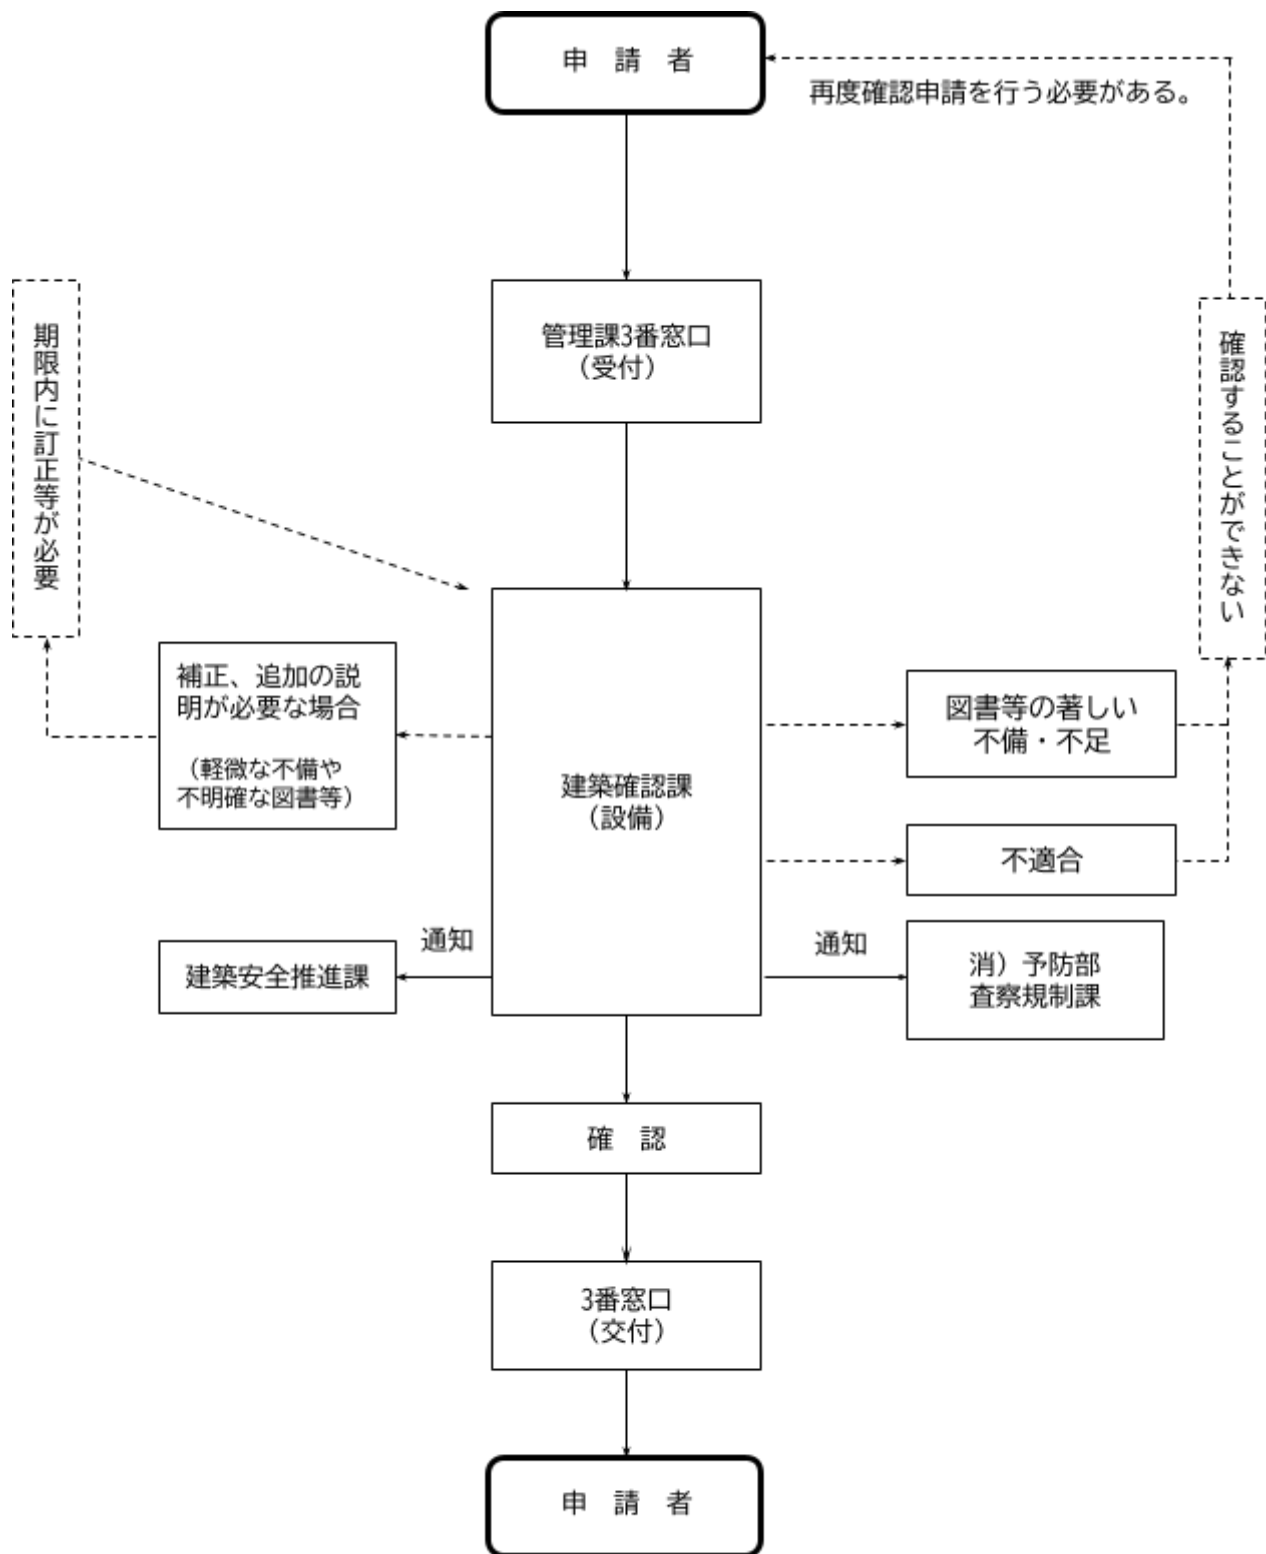 申　請　者
再度確認申請を行う必要がある。
管理課3番窓口
（受付）
期限内に訂正等が必要
確認することができない
補正、追加の説
明が必要な場合
（軽微な不備や
不明確な図書等）
建築確認課
（設備）
図書等の著しい
不備・不足
不適合
通知
建築安全推進課
通知
消）予防部
査察規制課
確　認
3番窓口
（交付）
申　請　者